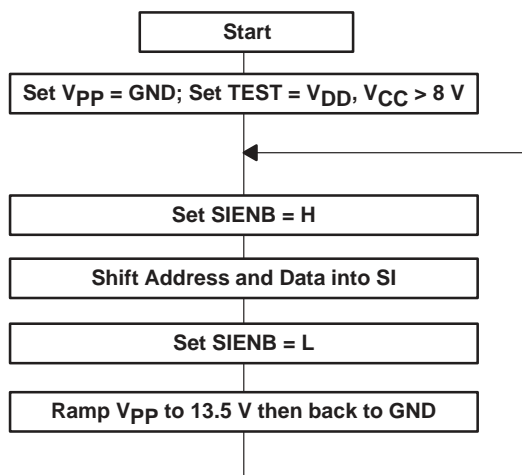 Start
Set VPP = GND; Set TEST = VDD, VCC > 8 V
Set SIENB = H
Shift Address and Data into SI
Set SIENB = L
Ramp VPP to 13.5 V then back to GND